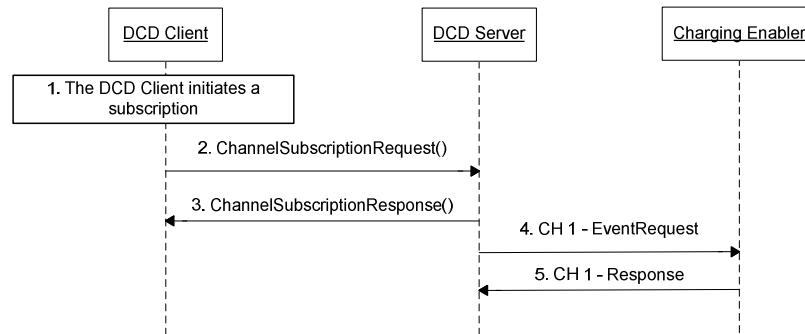 DCD Client
DCD Server
Charging Enabler
1. The DCD Client initiates a
subscription
2. ChannelSubscriptionRequest()
3. ChannelSubscriptionResponse()
4. CH 1 - EventRequest
5. CH 1 - Response